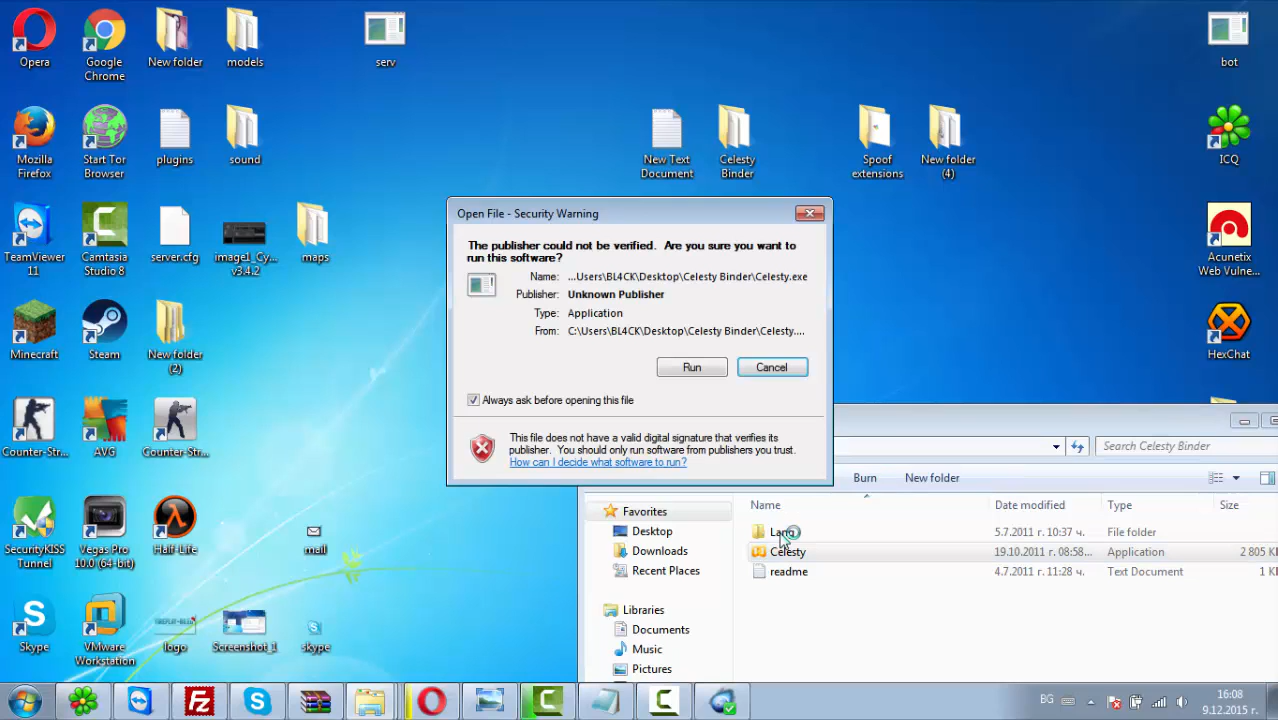 Opera
Google
Chrome
New folder
models
serv
bot
Mozilla
Firefox
Start Tor
Browser
plugins
sound
New Text
Document
Celesty
Binder
Spoof
extensions
New folder
(4)
ICQ
TeamViewer
11
Camtasia
Studio 8
server.cfg
image1_Cy...
v3.4.2
maps
Acunetix
Web Vulne...
Minecraft
Steam
New folder
(2)
HexChat
Counter-Str...
AVG
Counter-Str...
SecurityKISS
Tunnel
Vegas Pro
10.0 (64-bit)
Half-Life
mail
Skype
VMware
Workstation
logo
Screenshot_1
skype
Open File - Security Warning
The publisher could not be verified. Are you sure you want to
run this software?
Name: ...Users\BL4CK\Desktop\Celesty Binder\Celesty.exe
Publisher: Unknown Publisher
Type: Application
From: C:\Users\BL4CK\Desktop\Celesty Binder\Celesty....
Run
Cancel
Always ask before opening this file
This file does not have a valid digital signature that verifies its
publisher. You should only run software from publishers you trust.
How can I decide what software to run?
Search Celesty Binder
Burn
New folder
Name
Date modified
Type
Size
Favorites
Desktop
Downloads
Recent Places
Libraries
Documents
Music
Pictures
Lang 5.7.2011 г. 10:37 ч. File folder
Celesty 19.10.2011 г. 08:58... Application 2 805 K
readme 4.7.2011 г. 11:28 ч. Text Document 1 K
BG
16:08
9.12.2015 г.